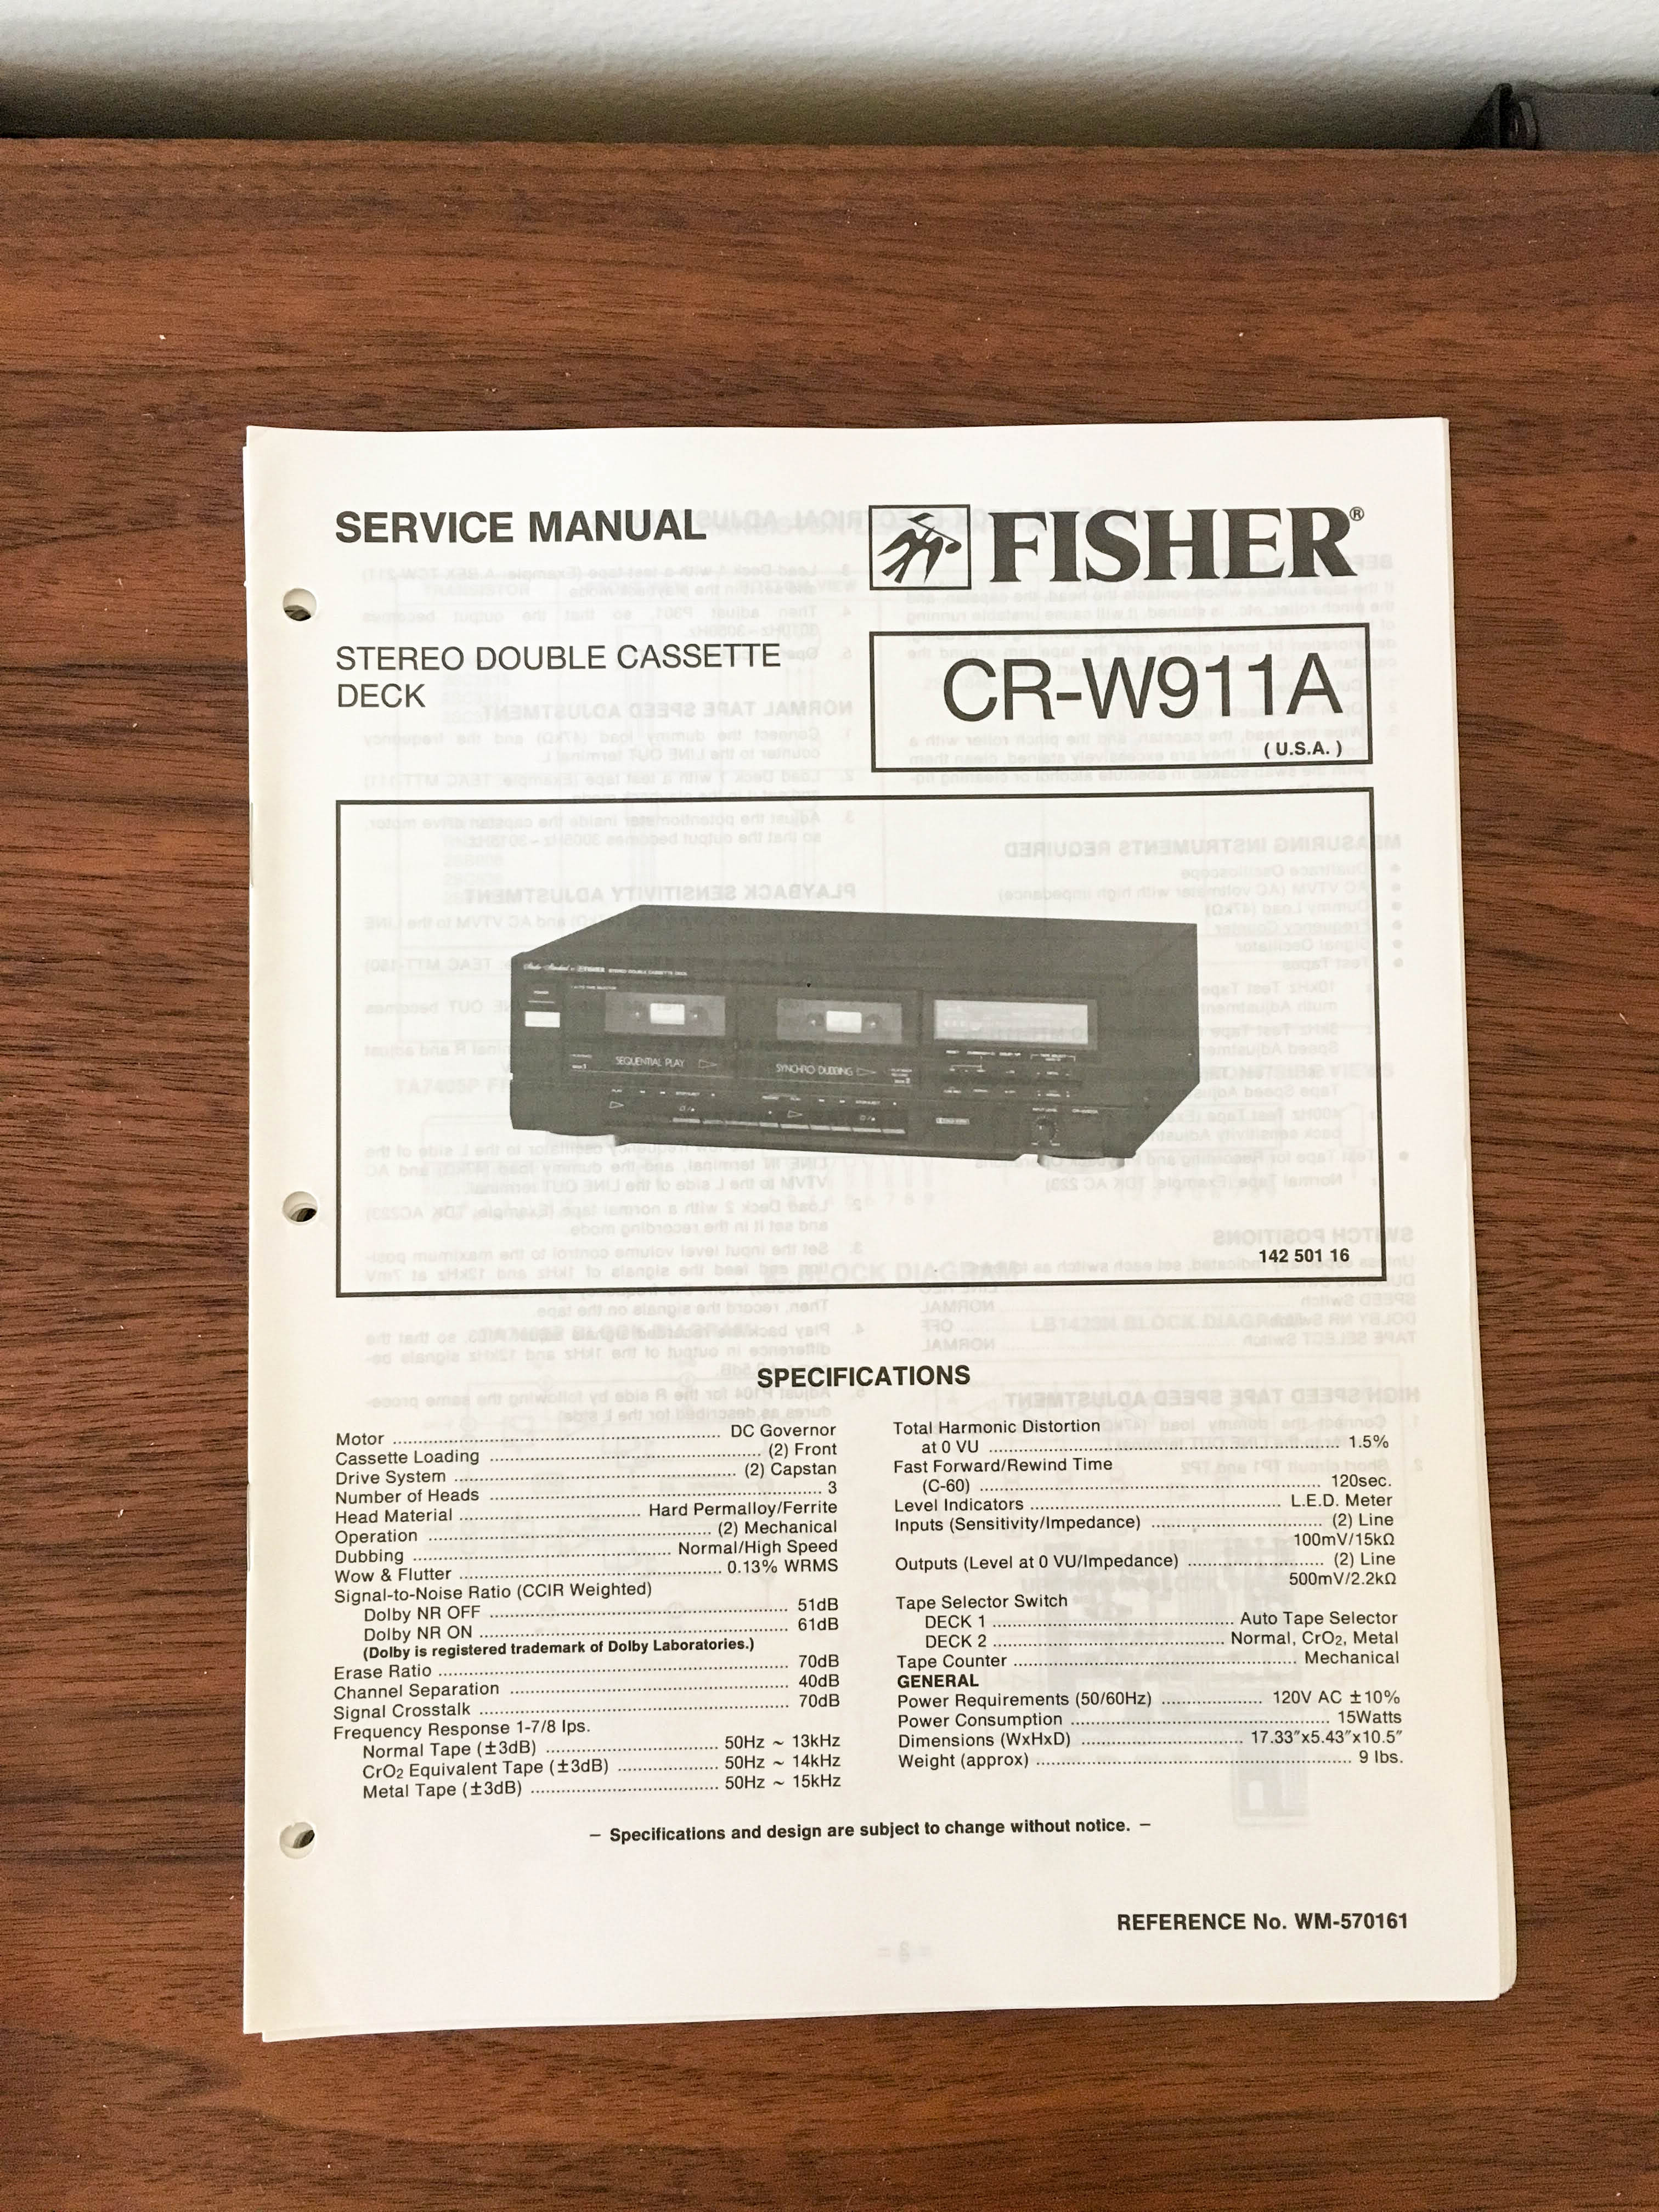 SERVICE MANUAL
FISHER®
STEREO DOUBLE CASSETTE
DECK
CR-W911A
( U.S.A. )
FISHER STEREO DOUBLE CASSETTE DECK
SEQUENTIAL PLAY
SYNCHRO DUBBING
142 501 16
SPECIFICATIONS
Motor ........ DC Governor
Cassette Loading ........ (2) Front
Drive System ........ (2) Capstan
Number of Heads ........ 3
Head Material ........ Hard Permalloy/Ferrite
Operation ........ (2) Mechanical
Dubbing ........ Normal/High Speed
Wow & Flutter ........ 0.13% WRMS
Signal-to-Noise Ratio (CCIR Weighted)
Dolby NR OFF ........ 51dB
Dolby NR ON ........ 61dB
(Dolby is registered trademark of Dolby Laboratories.)
Erase Ratio ........ 70dB
Channel Separation ........ 40dB
Signal Crosstalk ........ 70dB
Frequency Response 1-7/8 Ips.
Normal Tape (±3dB) ........ 50Hz ~ 13kHz
CrO2 Equivalent Tape (±3dB) ........ 50Hz ~ 14kHz
Metal Tape (±3dB) ........ 50Hz ~ 15kHz
Total Harmonic Distortion
at 0 VU ........ 1.5%
Fast Forward/Rewind Time
(C-60) ........ 120sec.
Level Indicators ........ L.E.D. Meter
Inputs (Sensitivity/Impedance) ........ (2) Line
100mV/15kΩ
Outputs (Level at 0 VU/Impedance) ........ (2) Line
500mV/2.2kΩ
Tape Selector Switch
DECK 1 ........ Auto Tape Selector
DECK 2 ........ Normal, CrO2, Metal
Tape Counter ........ Mechanical
GENERAL
Power Requirements (50/60Hz) ........ 120V AC ±10%
Power Consumption ........ 15Watts
Dimensions (WxHxD) ........ 17.33″x5.43″x10.5″
Weight (approx) ........ 9 lbs.
– Specifications and design are subject to change without notice. –
REFERENCE No. WM-570161